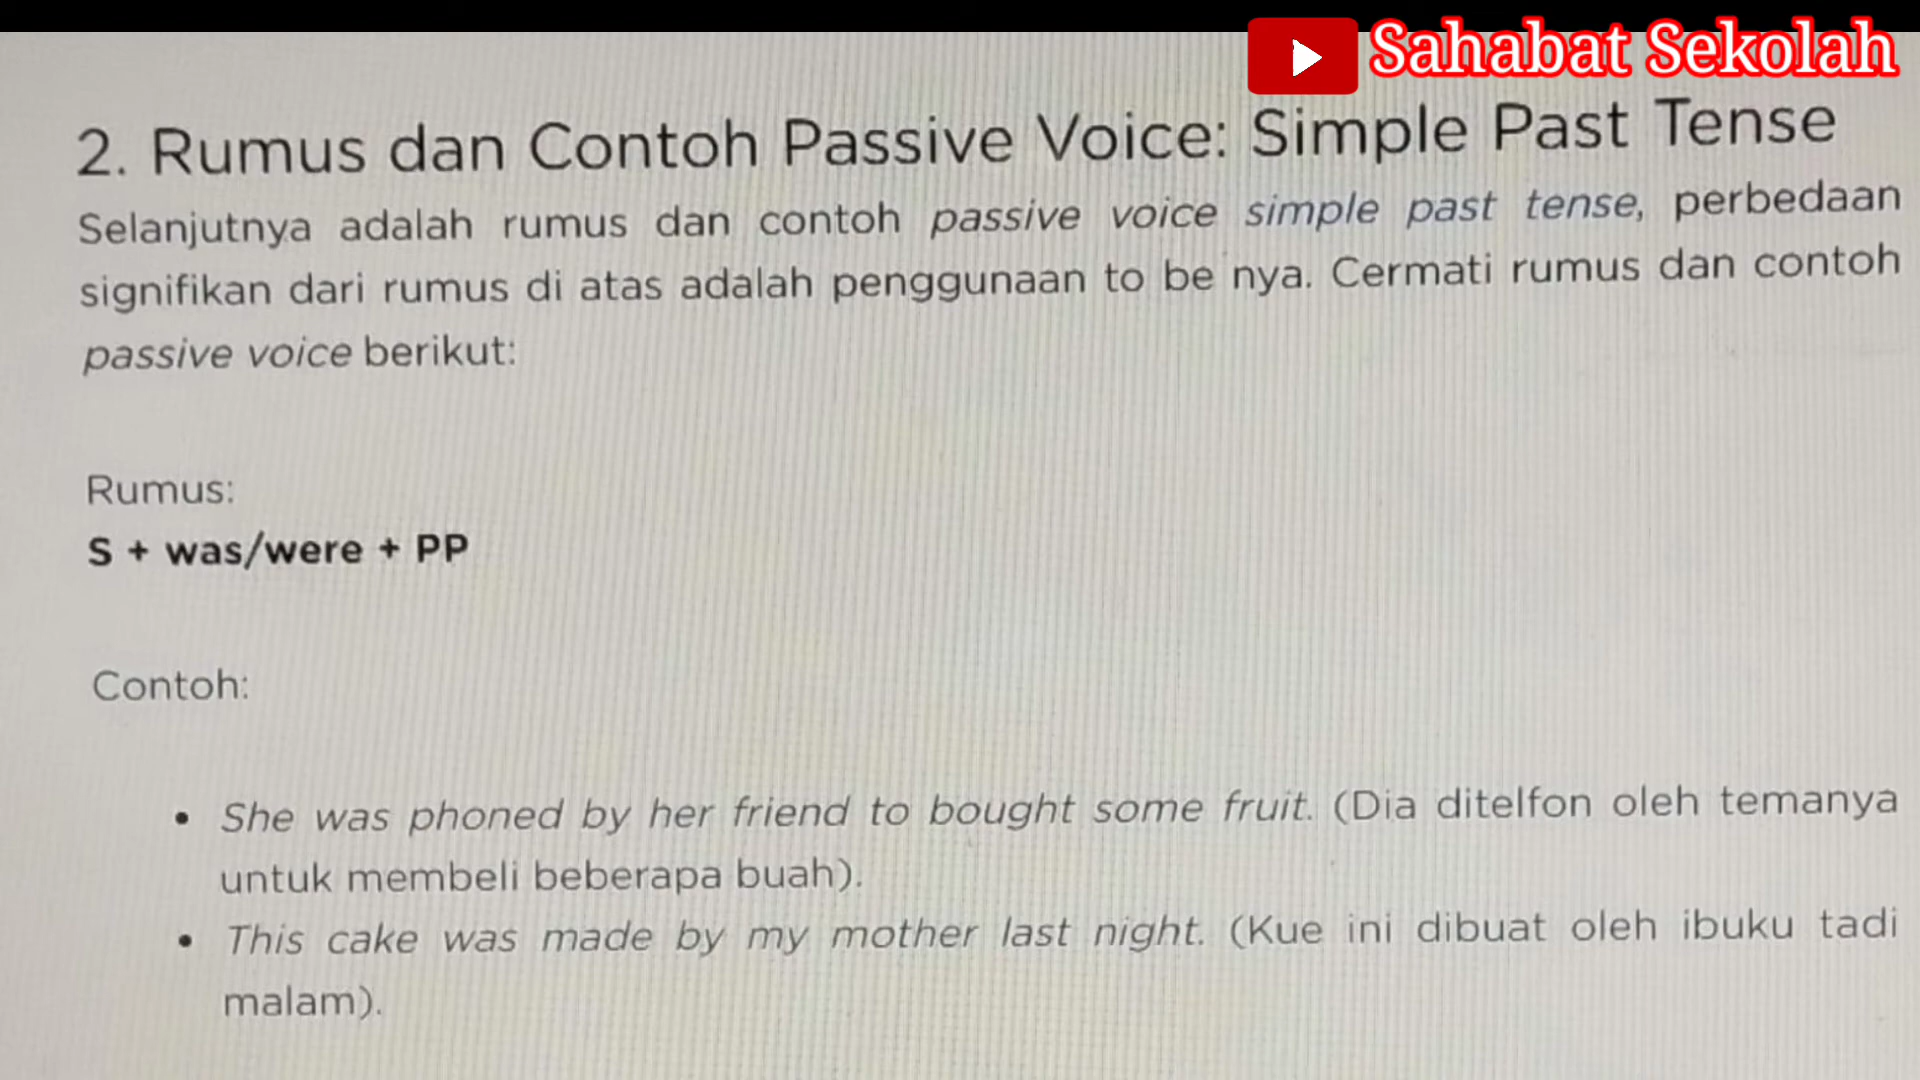 Sahabat Sekolah
2. Rumus dan Contoh Passive Voice: Simple Past Tense
Selanjutnya adalah rumus dan contoh passive voice simple past tense, perbedaan
signifikan dari rumus di atas adalah penggunaan to be nya. Cermati rumus dan contoh
passive voice berikut:
Rumus:
S + was/were + PP
Contoh:
• She was phoned by her friend to bought some fruit. (Dia ditelfon oleh temanya
untuk membeli beberapa buah).
• This cake was made by my mother last night. (Kue ini dibuat oleh ibuku tadi
malam).